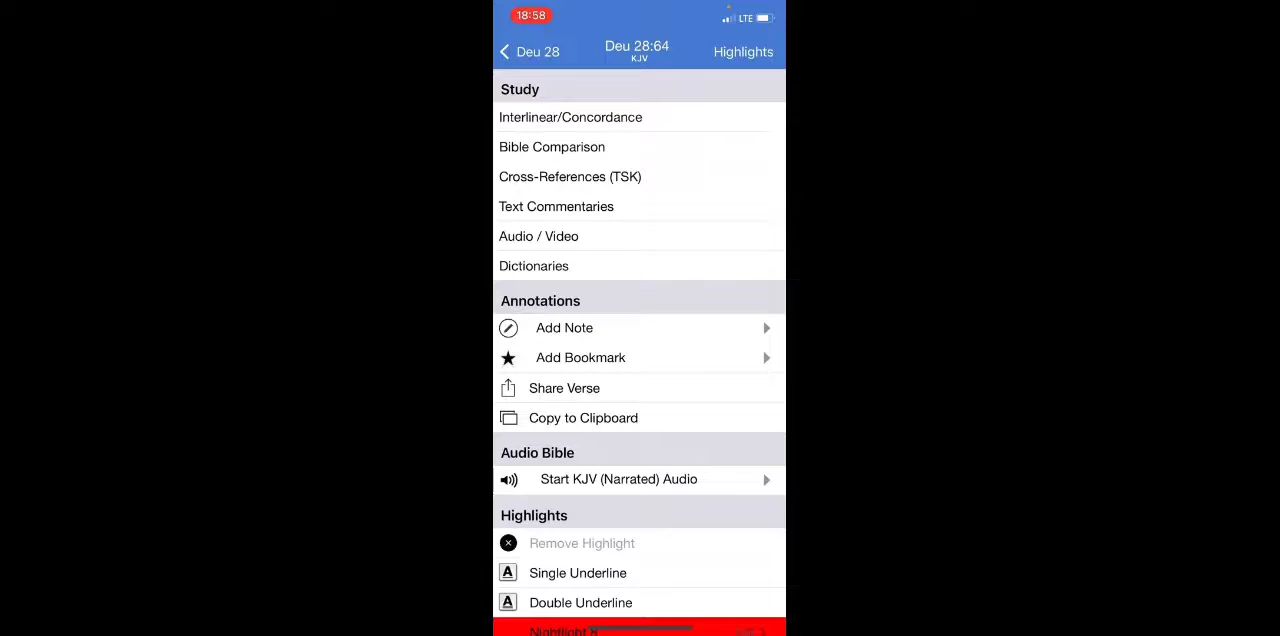 18:58
LTE
Deu 28
Deu 28:64
KJV
Highlights
Study
Interlinear/Concordance
Bible Comparison
Cross-References (TSK)
Text Commentaries
Audio / Video
Dictionaries
Annotations
Add Note
Add Bookmark
Share Verse
Copy to Clipboard
Audio Bible
Start KJV (Narrated) Audio
Highlights
Remove Highlight
A Single Underline
A Double Underline